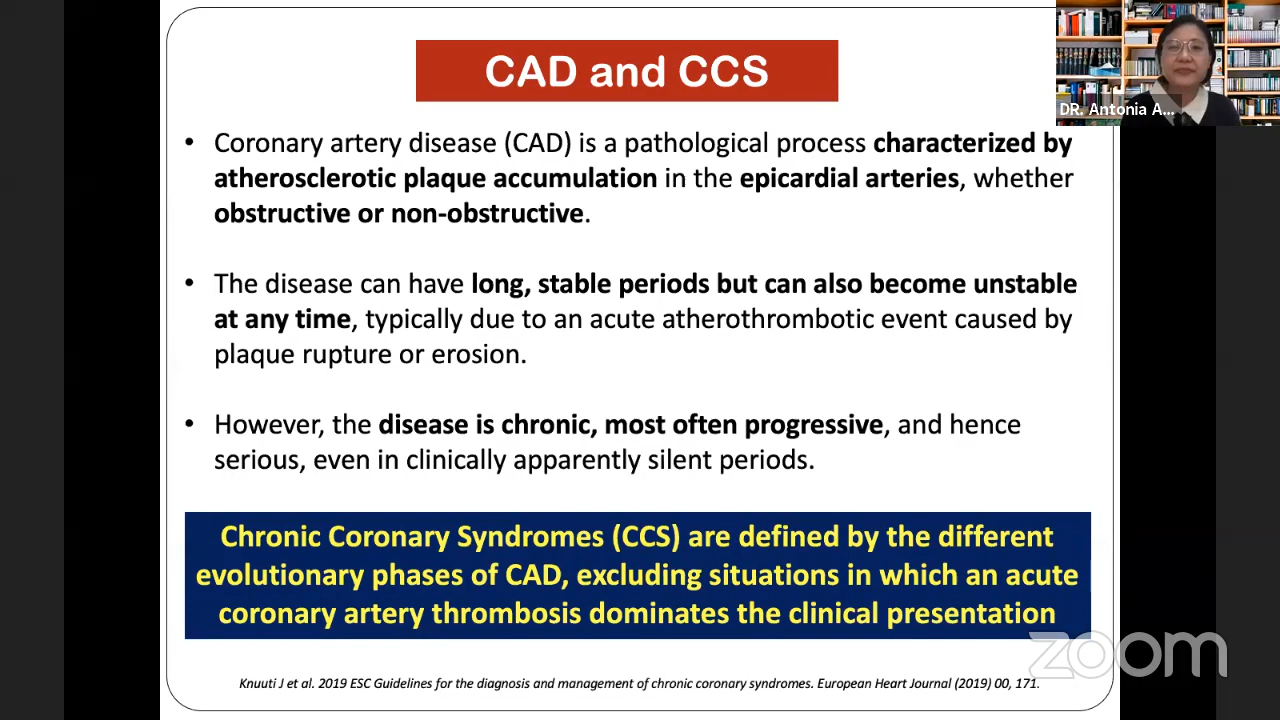 CAD and CCS
DR. Antonia A...
• Coronary artery disease (CAD) is a pathological process characterized by
atherosclerotic plaque accumulation in the epicardial arteries, whether
obstructive or non-obstructive.
• The disease can have long, stable periods but can also become unstable
at any time, typically due to an acute atherothrombotic event caused by
plaque rupture or erosion.
• However, the disease is chronic, most often progressive, and hence
serious, even in clinically apparently silent periods.
Chronic Coronary Syndromes (CCS) are defined by the different
evolutionary phases of CAD, excluding situations in which an acute
coronary artery thrombosis dominates the clinical presentation
zoom
Knuuti J et al. 2019 ESC Guidelines for the diagnosis and management of chronic coronary syndromes. European Heart Journal (2019) 00, 171.